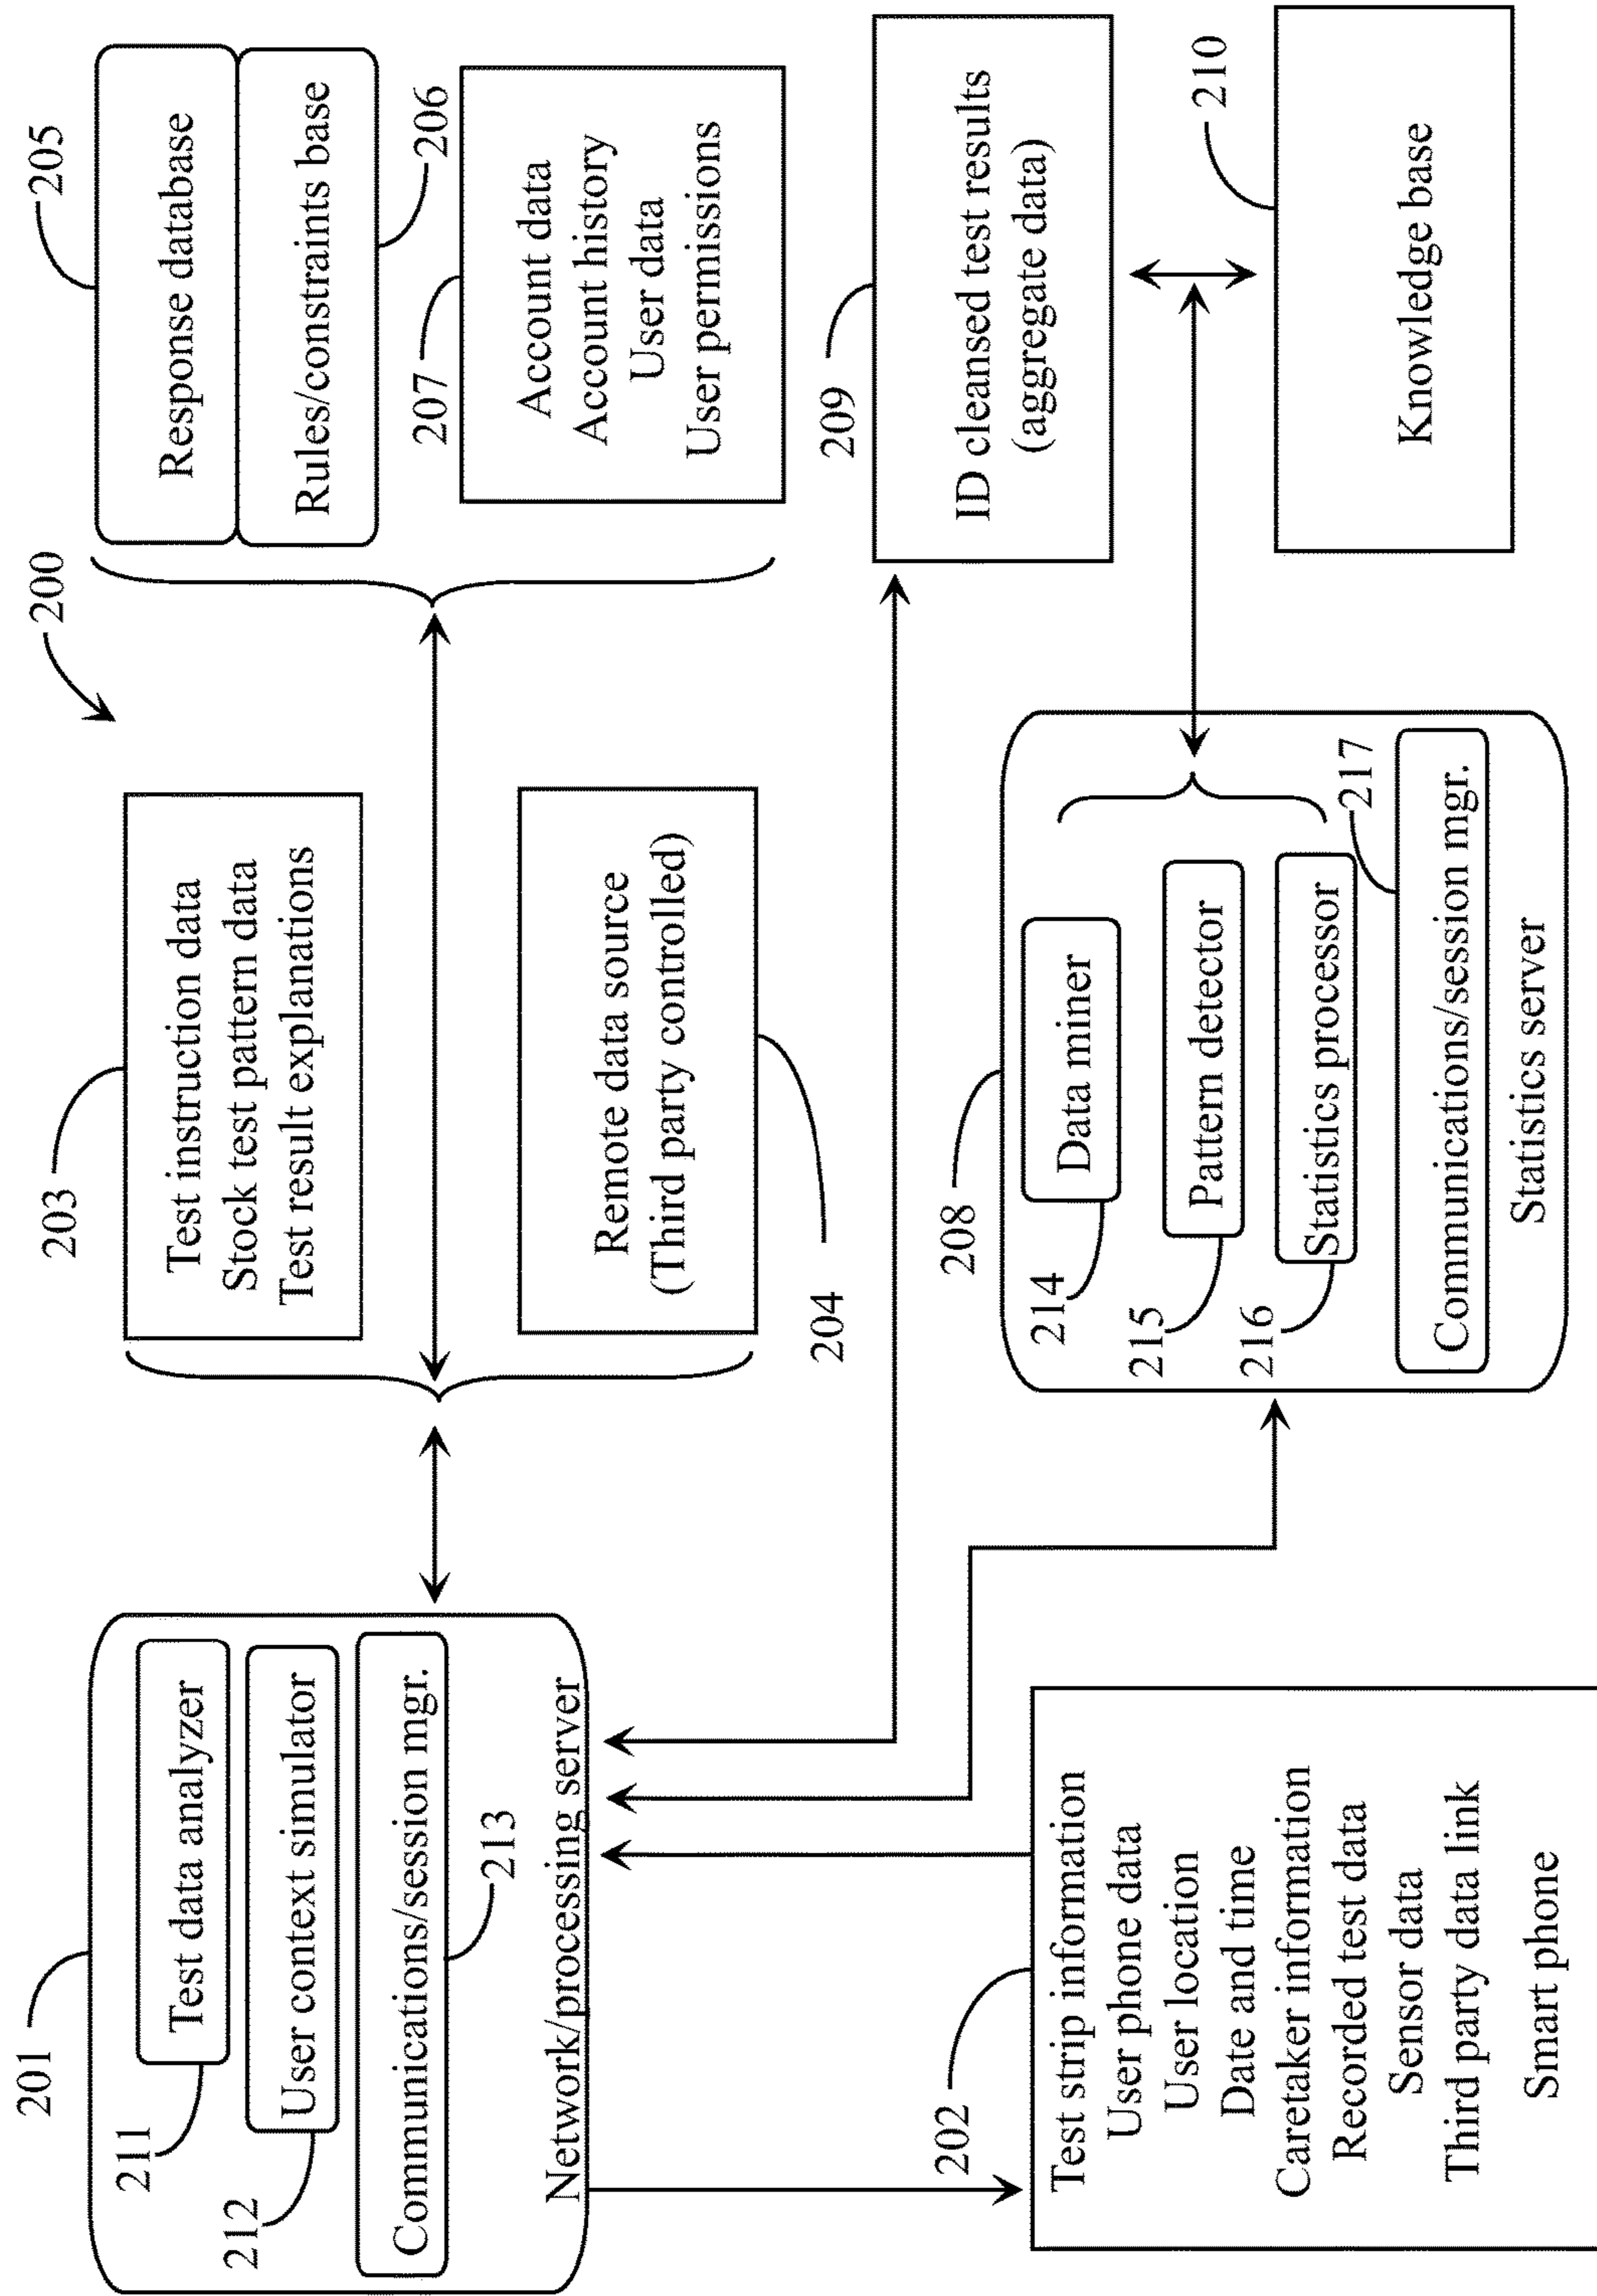 200
201
211
Test data analyzer
212
User context simulator
Communications/session mgr.
213
Network/processing server
203
Test instruction data
Stock test pattern data
Test result explanations
Remote data source
(Third party controlled)
204
205
Response database
Rules/constraints base
206
207
Account data
Account history
User data
User permissions
202
Test strip information
User phone data
User location
Date and time
Caretaker information
Recorded test data
Sensor data
Third party data link
Smart phone
208
214
Data miner
215
Pattern detector
216
Statistics processor
217
Communications/session mgr.
Statistics server
209
ID cleansed test results
(aggregate data)
210
Knowledge base